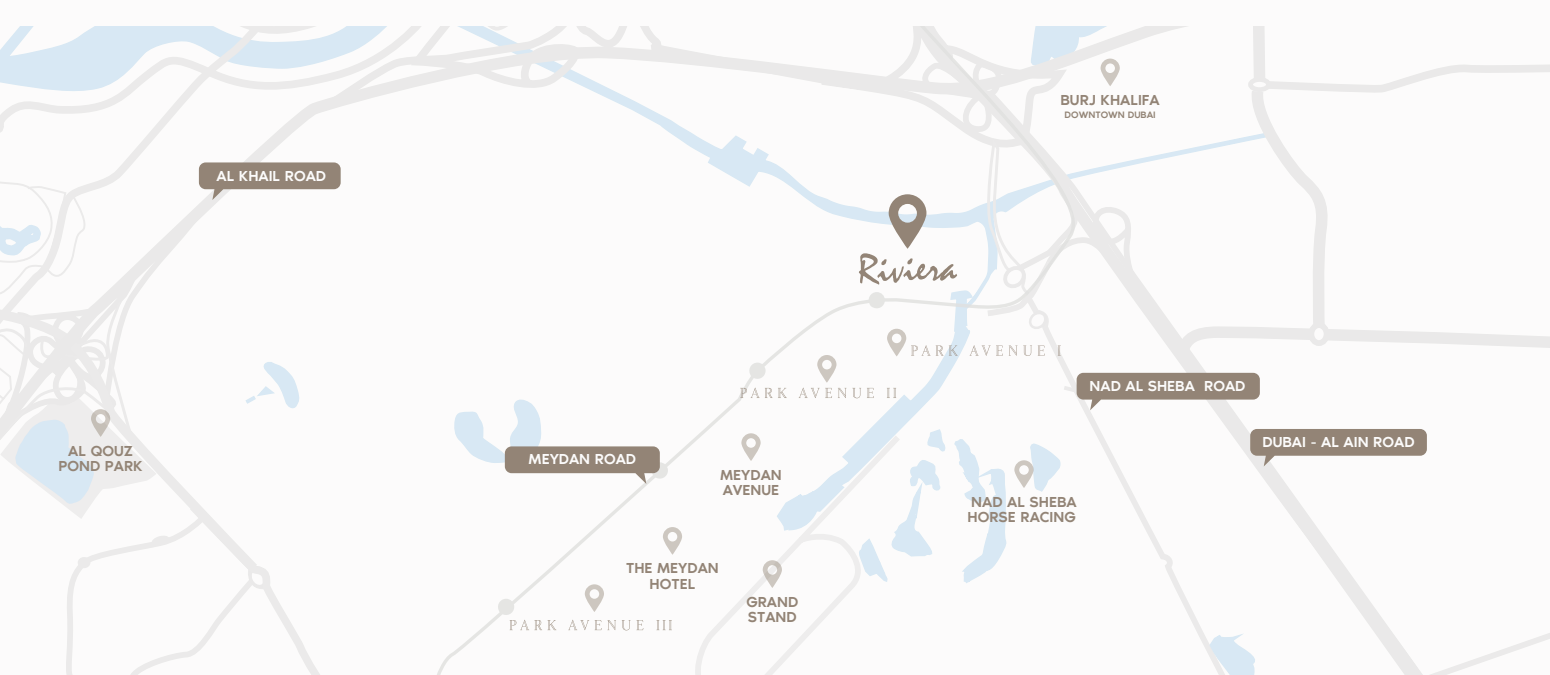 BURJ KHALIFA
DOWNTOWN DUBAI
AL KHAIL ROAD
Riviera
PARK AVENUE I
PARK AVENUE II
NAD AL SHEBA ROAD
DUBAI - AL AIN ROAD
AL QOUZ
POND PARK
MEYDAN ROAD
MEYDAN
AVENUE
NAD AL SHEBA
HORSE RACING
THE MEYDAN
HOTEL
GRAND
STAND
PARK AVENUE III